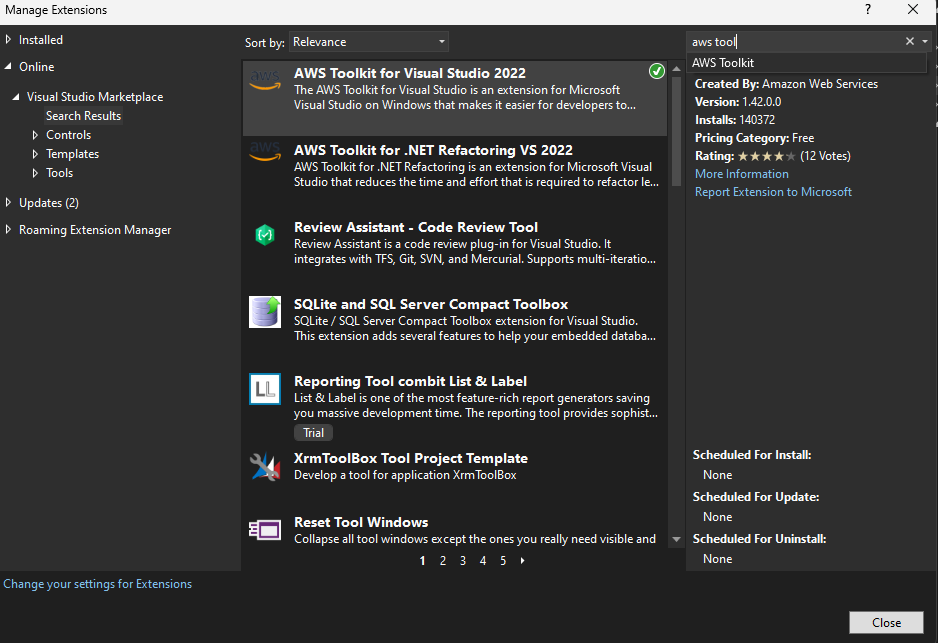 Manage Extensions
?
Installed
Online
Visual Studio Marketplace
Search Results
Controls
Templates
Tools
Updates (2)
Roaming Extension Manager
Sort by: Relevance
aws
AWS Toolkit for Visual Studio 2022
The AWS Toolkit for Visual Studio is an extension for Microsoft
Visual Studio on Windows that makes it easier for developers to...
aws
AWS Toolkit for .NET Refactoring VS 2022
AWS Toolkit for .NET Refactoring is an extension for Microsoft Visual
Studio that reduces the time and effort that is required to refactor le...
Review Assistant - Code Review Tool
Review Assistant is a code review plug-in for Visual Studio. It
integrates with TFS, Git, SVN, and Mercurial. Supports multi-iteratio...
SQLite and SQL Server Compact Toolbox
SQLite / SQL Server Compact Toolbox extension for Visual Studio.
This extension adds several features to help your embedded databa...
LL
Reporting Tool combit List & Label
List & Label is one of the most feature-rich report generators saving
you massive development time. The reporting tool provides sophist...
Trial
XrmToolBox Tool Project Template
Develop a tool for application XrmToolBox
Reset Tool Windows
Collapse all tool windows except the ones you really need visible and
1 2 3 4 5
aws tool
AWS Toolkit
Created By: Amazon Web Services
Version: 1.42.0.0
Installs: 140372
Pricing Category: Free
Rating: (12 Votes)
More Information
Report Extension to Microsoft
Scheduled For Install:
None
Scheduled For Update:
None
Scheduled For Uninstall:
None
Change your settings for Extensions
Close